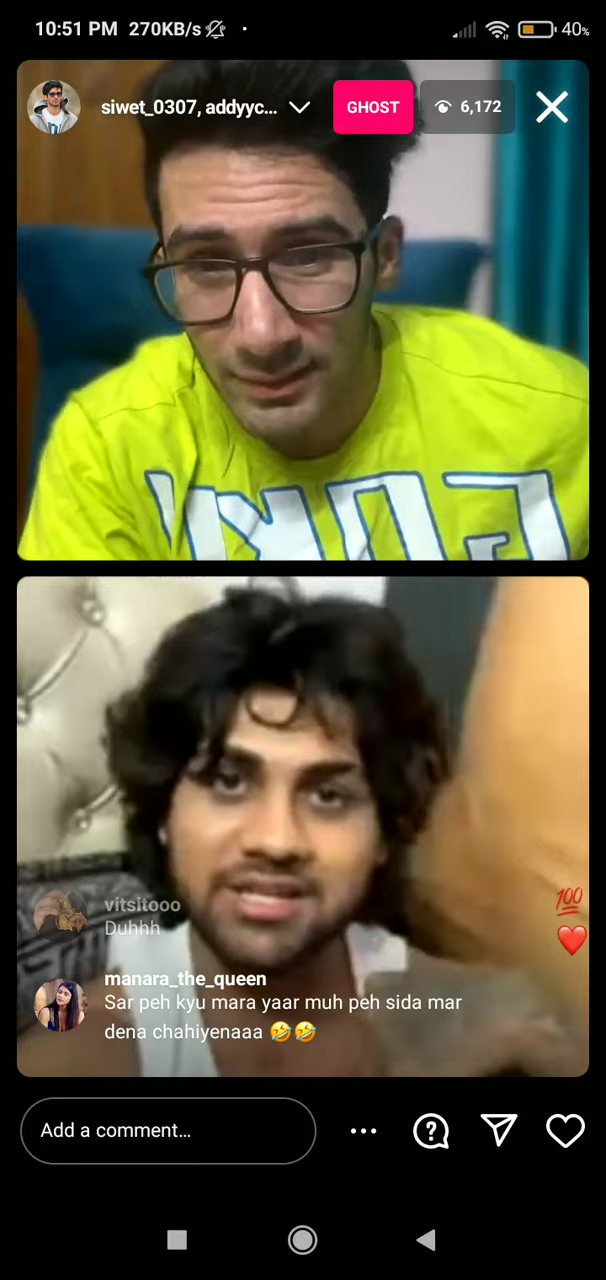 10:51 PM 270KB/s
40%
siwet_0307, addyyc...
GHOST
6,172
vitsitooo
Duhhh
💯
manara_the_queen
Sar peh kyu mara yaar muh peh sida mar
dena chahiyenaaa 🤣🤣
Add a comment...